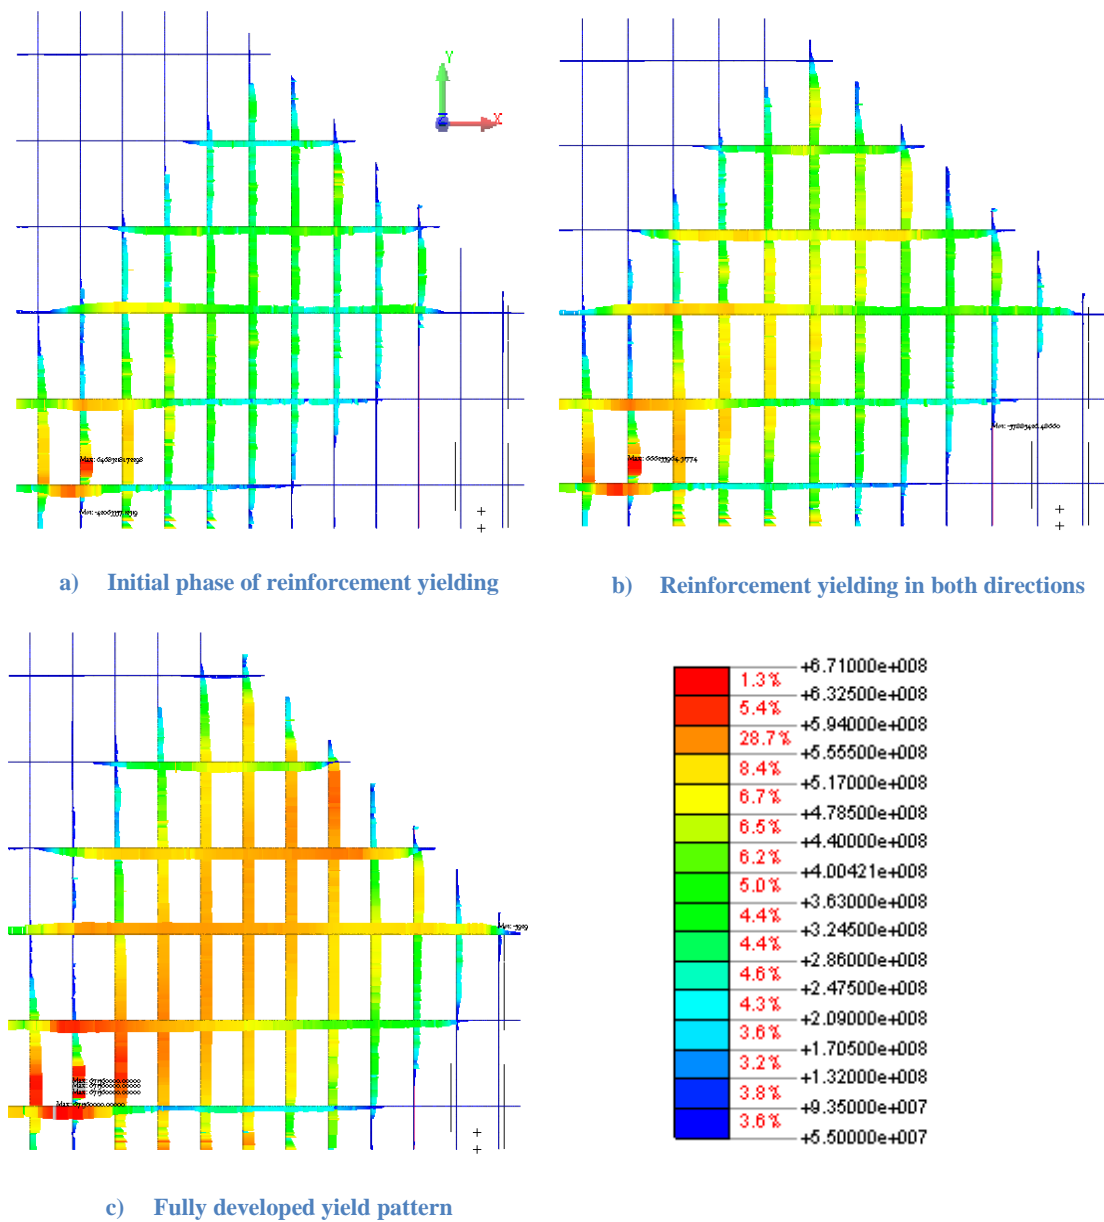 Y
X
a) Initial phase of reinforcement yielding
b) Reinforcement yielding in both directions
c) Fully developed yield pattern
+6.71000e+008
1.3%
+6.32500e+008
5.4%
+5.94000e+008
28.7%
+5.55500e+008
8.4%
+5.17000e+008
6.7%
+4.78500e+008
6.5%
+4.40000e+008
6.2%
+4.00421e+008
5.0%
+3.63000e+008
4.4%
+3.24500e+008
4.4%
+2.86000e+008
4.6%
+2.47500e+008
4.3%
+2.09000e+008
3.6%
+1.70500e+008
3.2%
+1.32000e+008
3.8%
+9.35000e+007
3.6%
+5.50000e+007